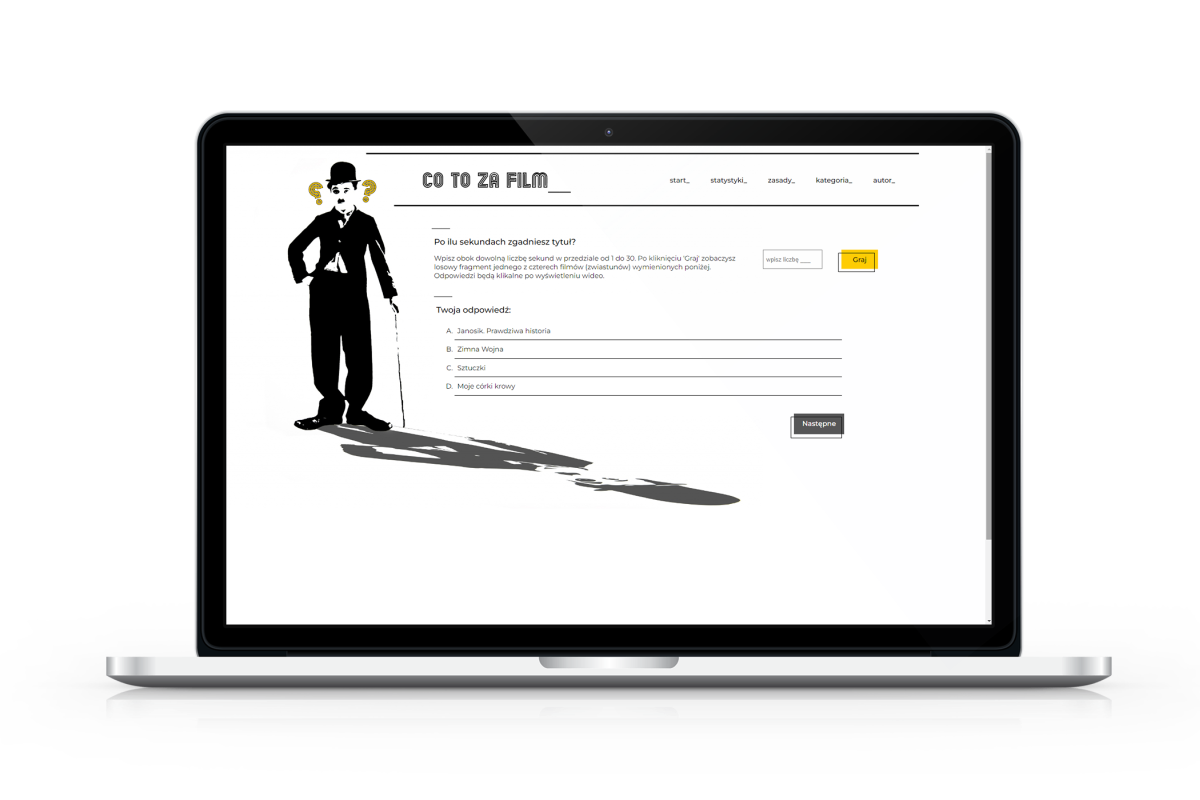 CO TO ZA FILM__
start_ statystyki_ zasady_ kategoria_ autor_
Po ilu sekundach zgadniesz tytuł?
Wpisz obok dowolną liczbę sekund w przedziale od 1 do 30. Po kliknięciu 'Graj' zobaczysz
losowy fragment jednego z czterech filmów (zwiastunów) wymienionych poniżej.
Odpowiedzi będą klikalne po wyświetleniu wideo.
wpisz liczbę ___
Graj
Twoja odpowiedź:
A. Janosik. Prawdziwa historia
B. Zimna Wojna
C. Sztuczki
D. Moje córki krowy
Następne